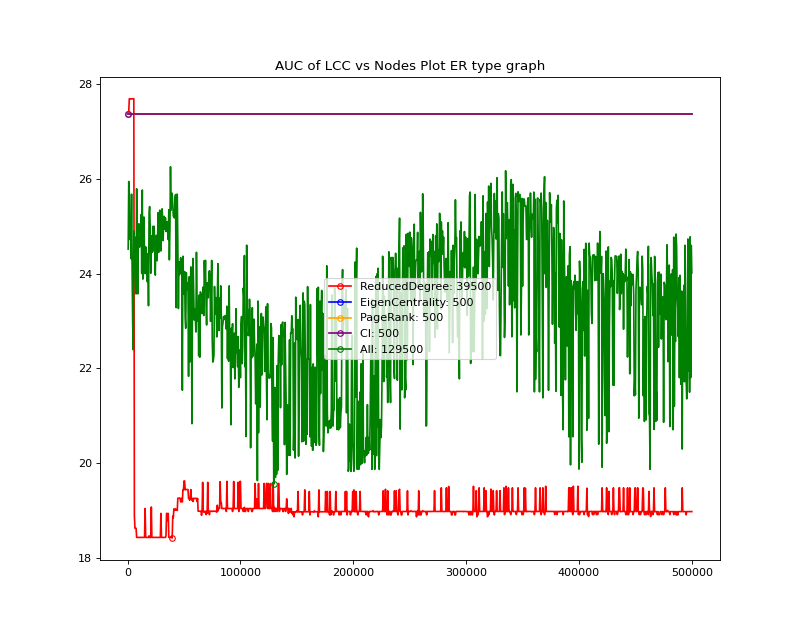 AUC of LCC vs Nodes Plot ER type graph
28
26
24
22
20
18
ReducedDegree: 39500
EigenCentrality: 500
PageRank: 500
CI: 500
All: 129500
0
100000
200000
300000
400000
500000